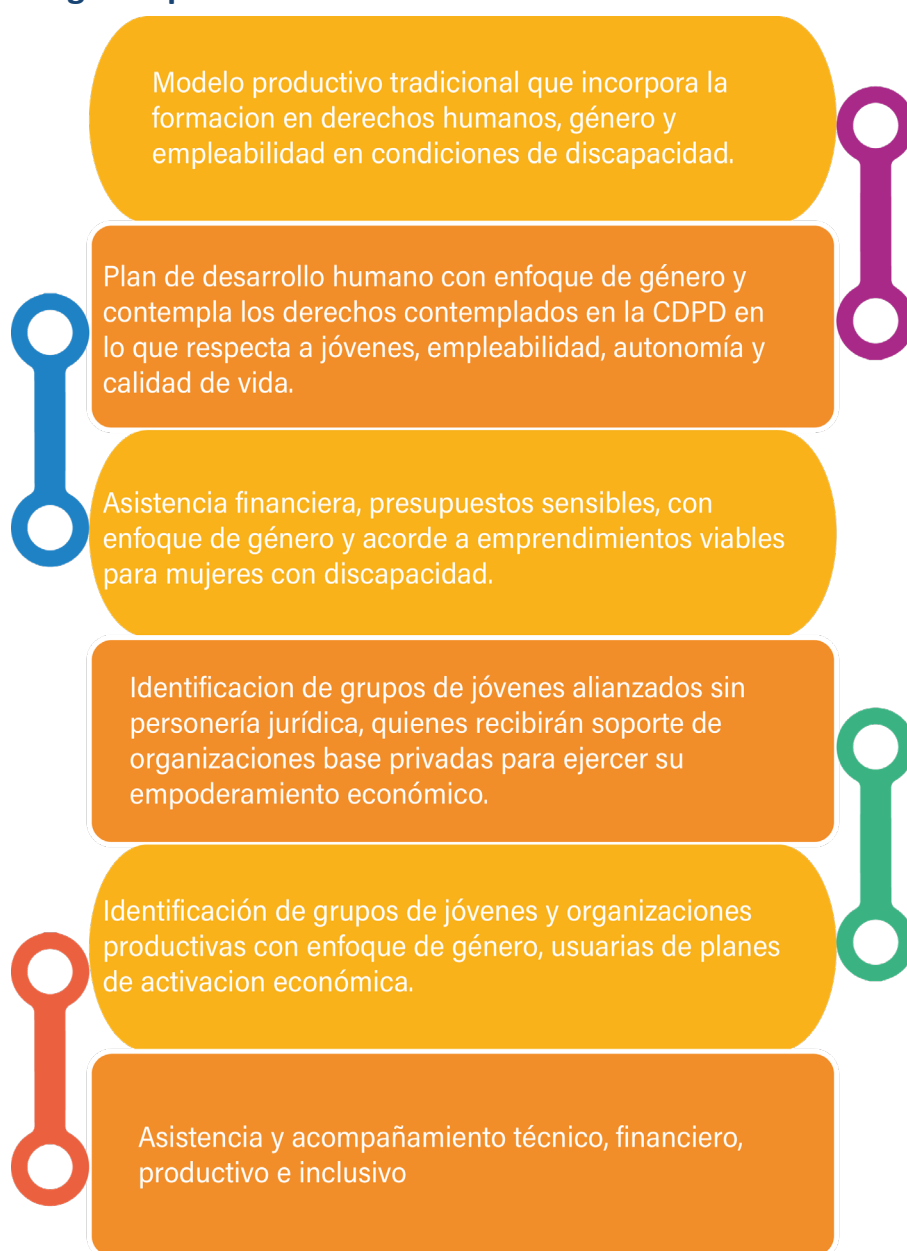 Modelo productivo tradicional que incorpora la
formacion en derechos humanos, género y
empleabilidad en condiciones de discapacidad.
Plan de desarrollo humano con enfoque de género y
contempla los derechos contemplados en la CDPD en
lo que respecta a jóvenes, empleabilidad, autonomía y
calidad de vida.
Asistencia financiera, presupuestos sensibles, con
enfoque de género y acorde a emprendimientos viables
para mujeres con discapacidad.
Identificacion de grupos de jóvenes alianzados sin
personería jurídica, quienes recibirán soporte de
organizaciones base privadas para ejercer su
empoderamiento económico.
Identificación de grupos de jóvenes y organizaciones
productivas con enfoque de género, usuarias de planes
de activacion económica.
Asistencia y acompañamiento técnico, financiero,
productivo e inclusivo